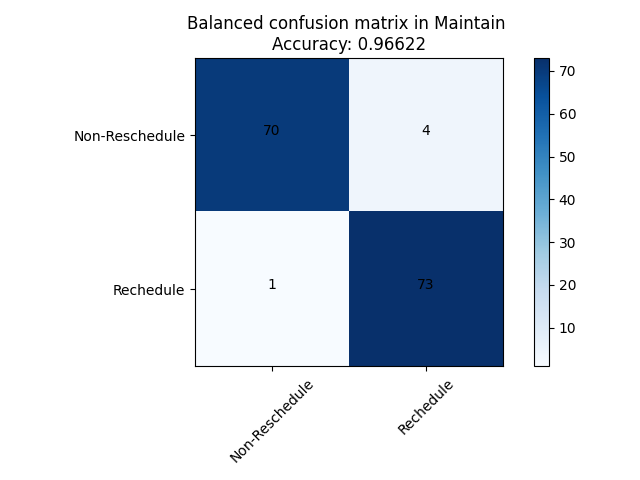 Balanced confusion matrix in Maintain
Accuracy: 0.96622
Non-Reschedule
70
4
Rechedule
1
73
Non-Reschedule
Rechedule
70
60
50
40
30
20
10